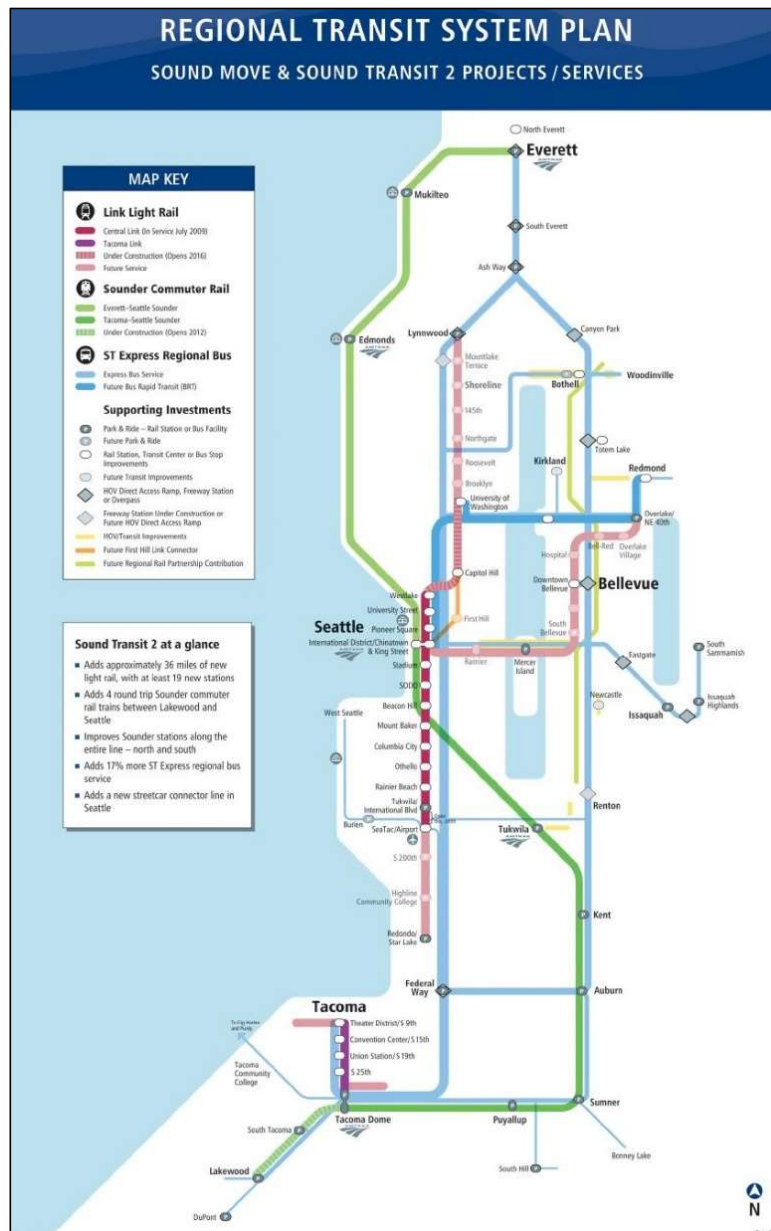 REGIONAL TRANSIT SYSTEM PLAN
SOUND MOVE & SOUND TRANSIT 2 PROJECTS / SERVICES
MAP KEY
Link Light Rail
Central Link (In Service July 2009)
Tacoma Link
Under Construction (Opens 2016)
Future Service
Sounder Commuter Rail
Everett–Seattle Sounder
Tacoma–Seattle Sounder
Under Construction (Opens 2012)
ST Express Regional Bus
Express Bus Service
Future Bus Rapid Transit (BRT)
Supporting Investments
Park & Ride – Rail Station or Bus Facility
Future Park & Ride
Rail Station, Transit Center or Bus Stop
Improvements
Future Transit Improvements
HOV Direct Access Ramp, Freeway Station
or Overpass
Freeway Station Under Construction or
Future HOV Direct Access Ramp
HOV/Transit Improvements
Future First Hill Link Connector
Future Regional Rail Partnership Contribution
Sound Transit 2 at a glance
Adds approximately 36 miles of new
light rail, with at least 19 new stations
Adds 4 round trip Sounder commuter
rail trains between Lakewood and
Seattle
Improves Sounder stations along the
entire line – north and south
Adds 17% more ST Express regional bus
service
Adds a new streetcar connector line in
Seattle
North Everett
Everett
AMTRAK
Mukilteo
South Everett
Ash Way
Lynnwood
Canyon Park
Edmonds
AMTRAK
Mountlake
Terrace
Shoreline
Bothell
Woodinville
145th
Northgate
Totem Lake
Roosevelt
Kirkland
Redmond
Brooklyn
University of
Washington
Overlake/
NE 40th
Bel-Red
Overlake
Village
Hospital
Capitol Hill
Downtown
Bellevue
Bellevue
Westlake
University Street
Pioneer Square
Seattle
First Hill
South
Bellevue
International District/Chinatown
& King Street
AMTRAK
Rainier
Mercer
Island
Eastgate
South
Sammamish
Stadium
SODO
Beacon Hill
Newcastle
Issaquah
Issaquah
Highlands
West Seattle
Mount Baker
Columbia City
Othello
Rainier Beach
Tukwila/
International Blvd
Renton
Burien
SeaTac/Airport
Tukwila
AMTRAK
S 200th
Highline
Community College
Kent
Redondo/
Star Lake
Federal
Way
Auburn
Tacoma
Theater District/S 9th
Convention Center/S 15th
Union Station/S 19th
S 25th
Tacoma
Community
College
Tacoma Dome
AMTRAK
Puyallup
Sumner
South Tacoma
Bonney Lake
Lakewood
South Hill
DuPont
N